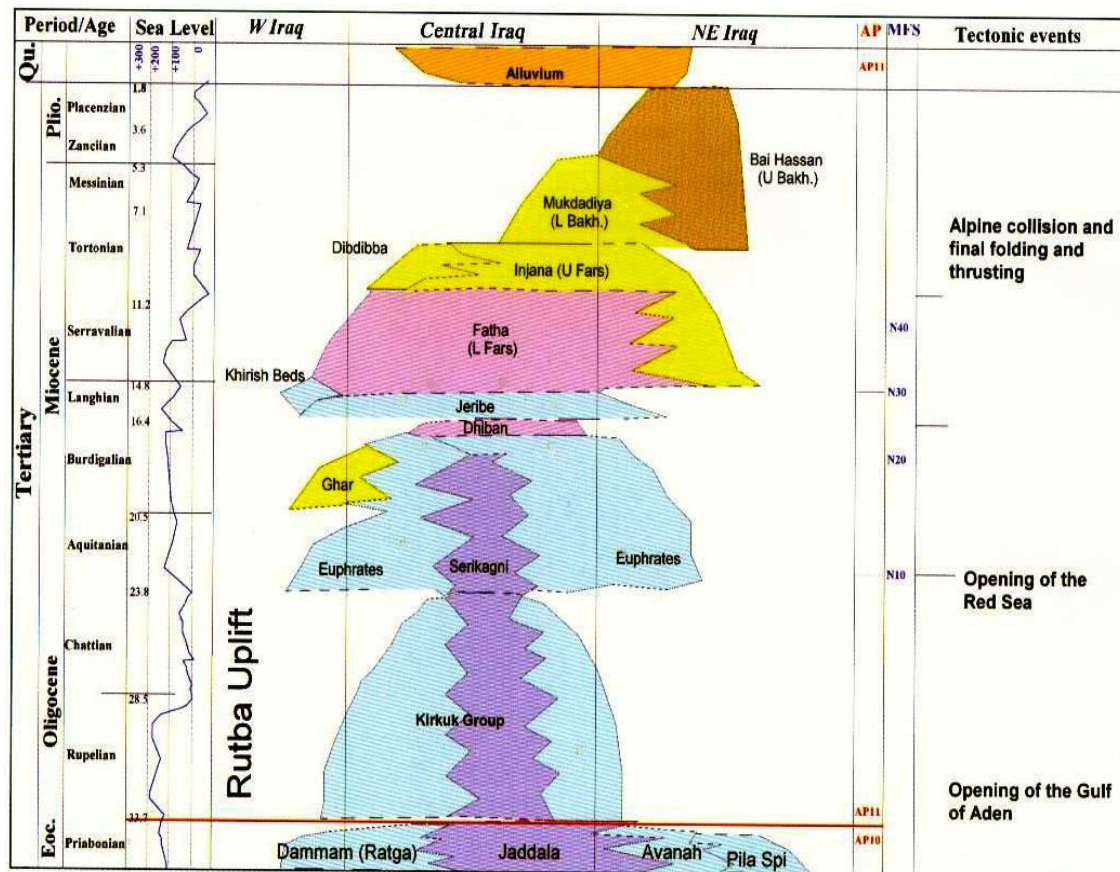 Period/Age Sea Level W Iraq Central Iraq NE Iraq AP MFS Tectonic events
+300
+200
+100
0
Qu.
Alluvium
AP11
1.8
Tertiary
Plio.
Placenzian
3.6
Zanclian
5.3
Bai Hassan
(U Bakh.)
Miocene
Messinian
7.1
Mukdadiya
(L Bakh.)
Tortonian
Dibdibba
Injana (U Fars)
Alpine collision and
final folding and
thrusting
11.2
Serravalian
Fatha
(L Fars)
N40
Khirish Beds
14.8
N30
Langhian
Jeribe
16.4
Dhiban
Burdigalian
N20
Ghar
20.5
Aquitanian
Euphrates
Serikagni
Euphrates
N10
Opening of the
Red Sea
23.8
Oligocene
Chattian
Rutba Uplift
28.5
Kirkuk Group
Rupelian
Opening of the Gulf
of Aden
33.7
AP11
Eoc.
Priabonian
Dammam (Ratga)
Jaddala
Avanah
Pila Spi
AP10